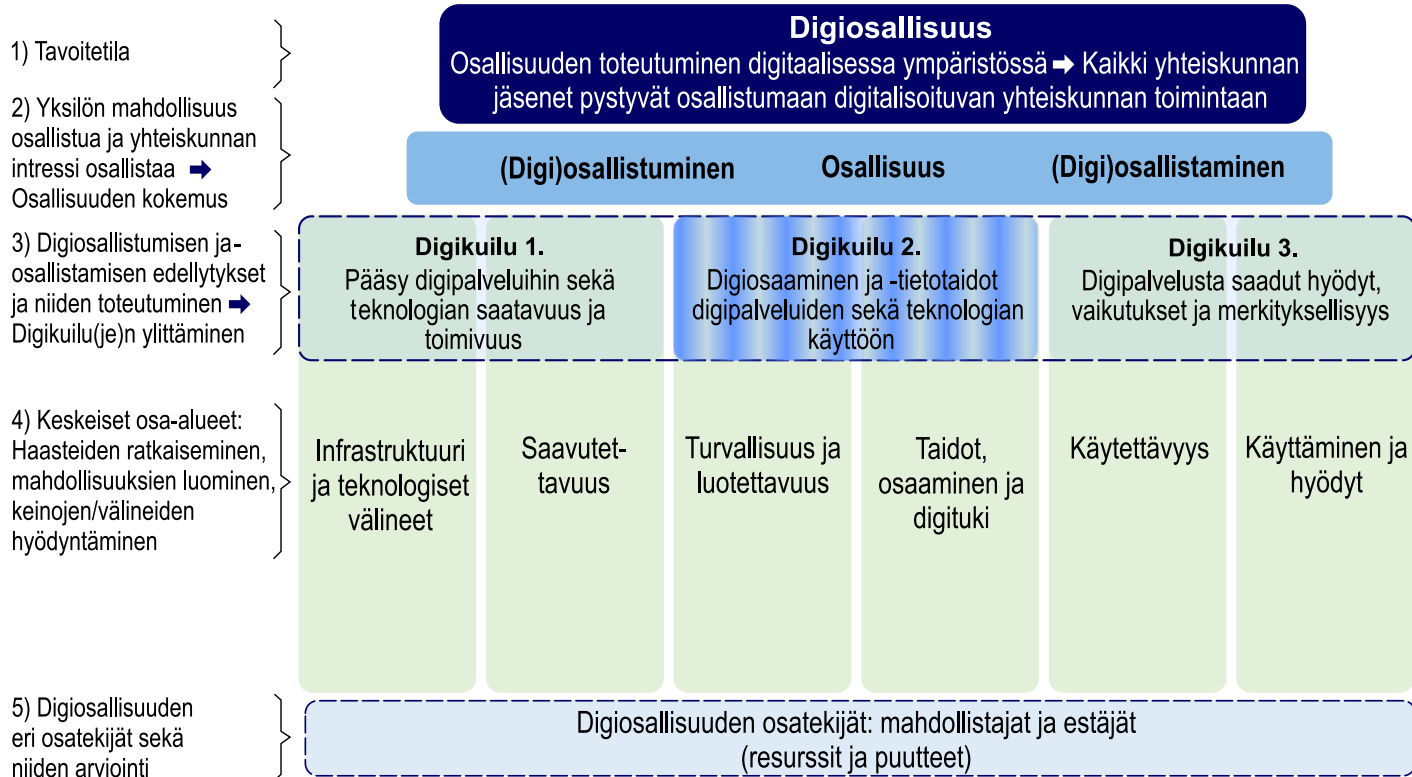 1) Tavoitetila
Digiosallisuus
Osallisuuden toteutuminen digitaalisessa ympäristössä ➡ Kaikki yhteiskunnan
jäsenet pystyvät osallistumaan digitalisoituvan yhteiskunnan toimintaan
2) Yksilön mahdollisuus
osallistua ja yhteiskunnan
intressi osallistaa ➡
Osallisuuden kokemus
(Digi)osallistuminen Osallisuus (Digi)osallistaminen
3) Digiosallistumisen ja-
osallistamisen edellytykset
ja niiden toteutuminen ➡
Digikuilu(je)n ylittäminen
Digikuilu 1.
Pääsy digipalveluihin sekä
teknologian saatavuus ja
toimivuus
Digikuilu 2.
Digiosaaminen ja -tietotaidot
digipalveluiden sekä teknologian
käyttöön
Digikuilu 3.
Digipalvelusta saadut hyödyt,
vaikutukset ja merkityksellisyys
4) Keskeiset osa-alueet:
Haasteiden ratkaiseminen,
mahdollisuuksien luominen,
keinojen/välineiden
hyödyntäminen
Infrastruktuuri
ja teknologiset
välineet
Saavutet-
tavuus
Turvallisuus ja
luotettavuus
Taidot,
osaaminen ja
digituki
Käytettävyys
Käyttäminen ja
hyödyt
5) Digiosallisuuden
eri osatekijät sekä
niiden arviointi
Digiosallisuuden osatekijät: mahdollistajat ja estäjät
(resurssit ja puutteet)